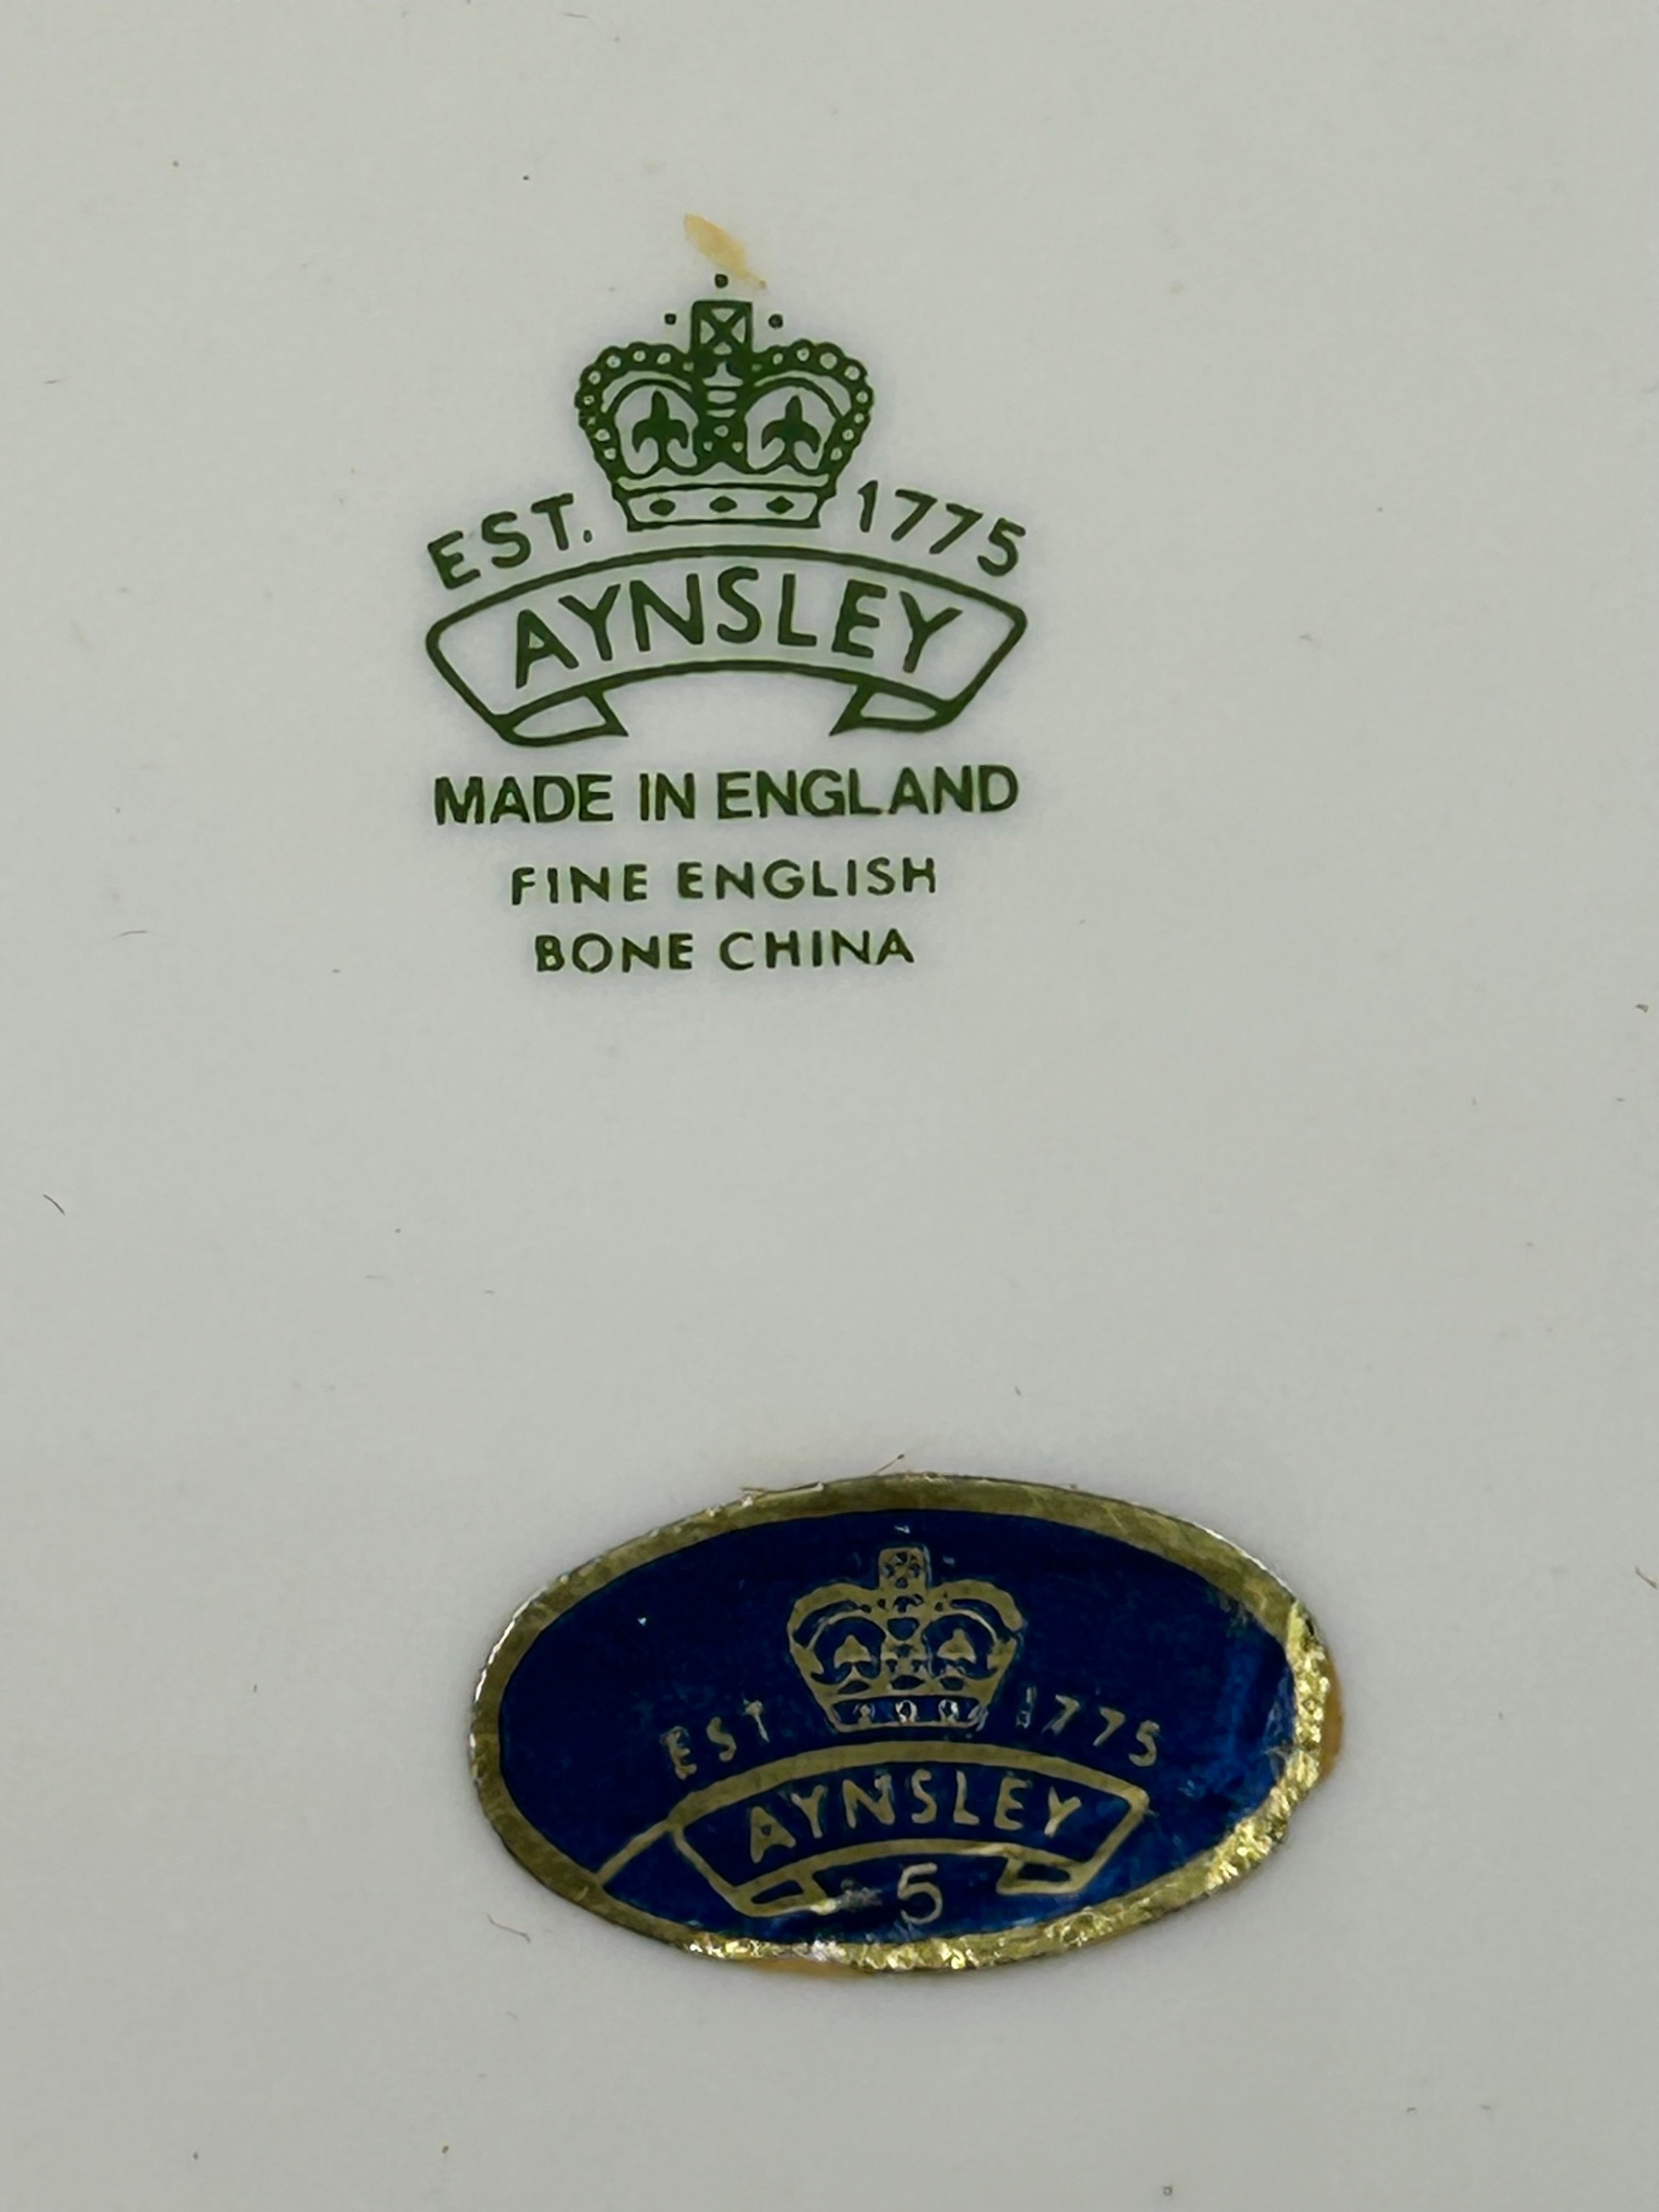 EST. 1775
AYNSLEY
MADE IN ENGLAND
FINE ENGLISH
BONE CHINA
EST 1775
AYNSLEY
5